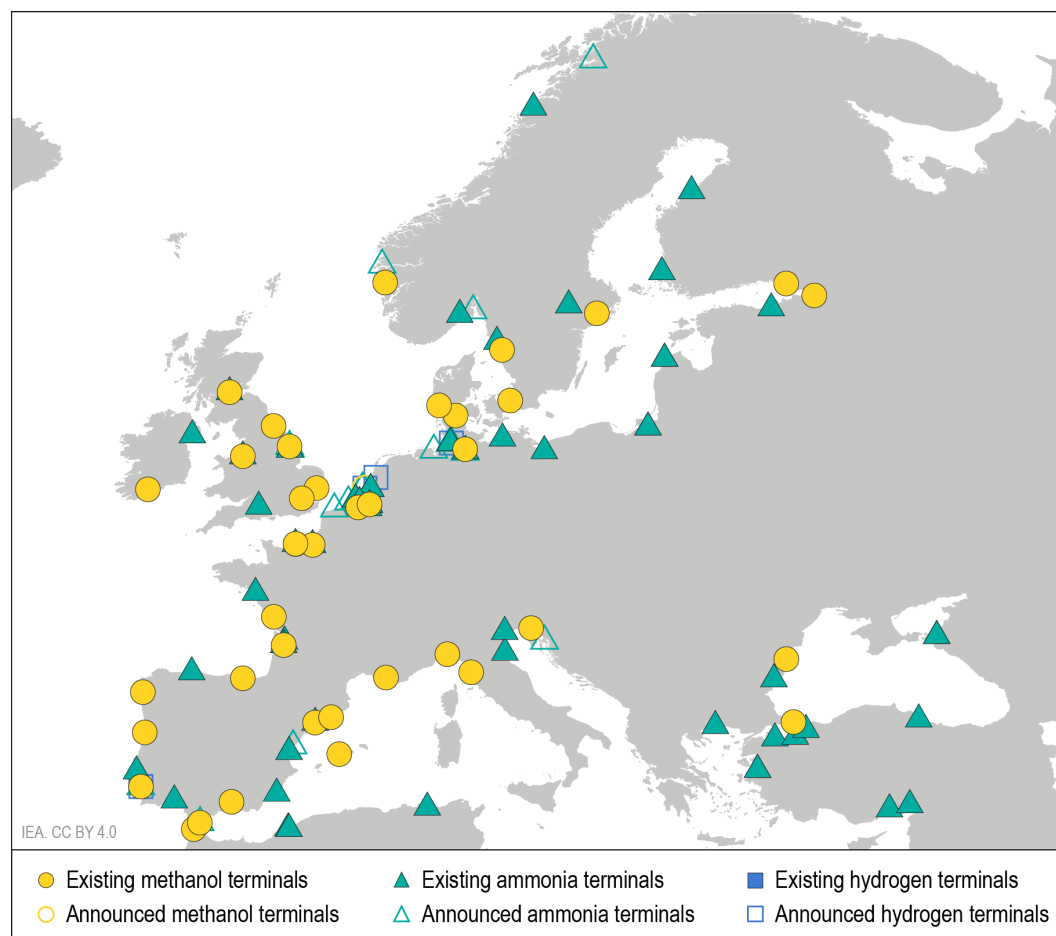 IEA. CC BY 4.0
Existing methanol terminals
Existing ammonia terminals
Existing hydrogen terminals
Announced methanol terminals
Announced ammonia terminals
Announced hydrogen terminals